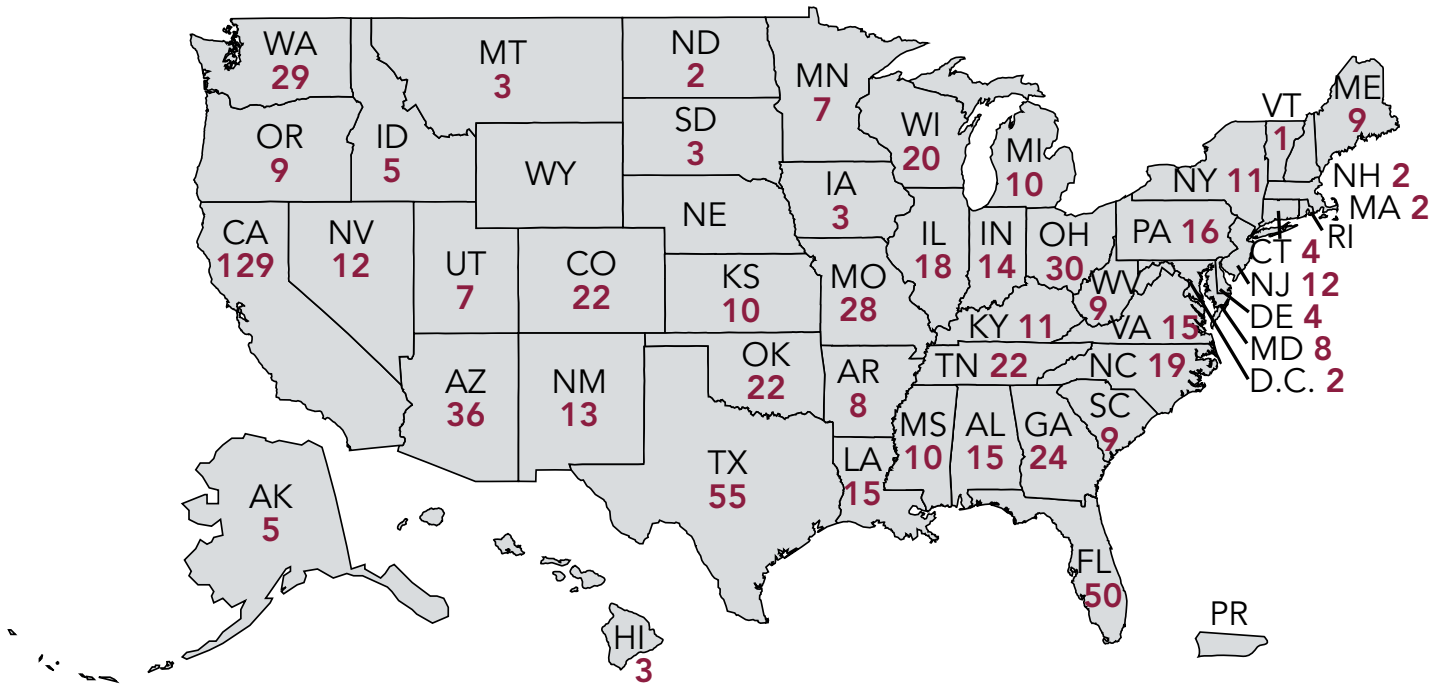 WA
29
MT
3
ND
2
MN
7
VT
1
ME
9
OR
9
ID
5
SD
3
WI
20
MI
10
WY
NY 11
NH 2
MA 2
RI
IA
3
NE
CA
129
NV
12
UT
7
CO
22
KS
10
MO
28
IL
18
IN
14
OH
30
PA 16
CT 4
NJ 12
WV
9
DE 4
KY 11
VA 15
MD 8
D.C. 2
TN 22
NC 19
AZ
36
NM
13
OK
22
AR
8
SC
9
MS
10
AL
15
GA
24
TX
55
LA
15
AK
5
FL
50
PR
HI
3